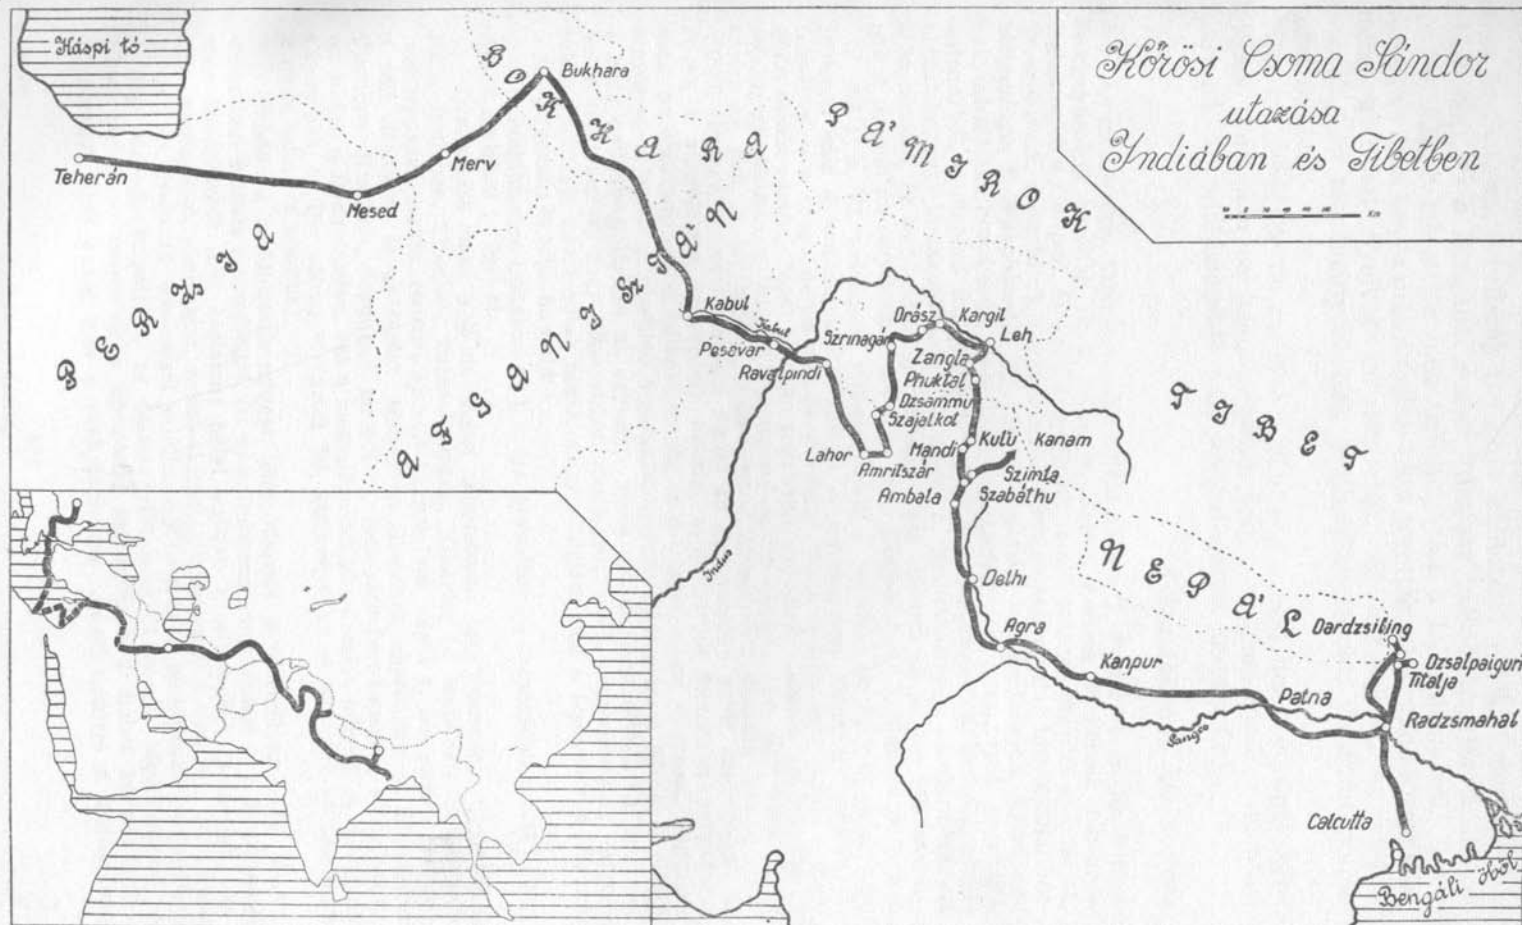 Kőrösi Csoma Sándor
utazása
Indiában és Tibetben
Km
Káspi tó
BOKHARA
PAMIROK
PERZSIA
AFGANISZTÁN
TIBET
NEPÁL
Teherán
Mesed
Merv
Bukhara
Kabul
Kabul
Pesavar
Ravalpindi
Lahor
Amritszár
Szajalkot
Dzsammu
Szrinagár
Drász
Kargil
Leh
Zangla
Phuktal
Kulu
Mandi
Kanam
Szimla
Szabáthu
Ambala
Indus
Delhi
Agra
Kanpur
Patna
Dardzsiling
Dzsalpaiguri
Titalja
Radzsmahal
Calcutta
Bengáli öböl